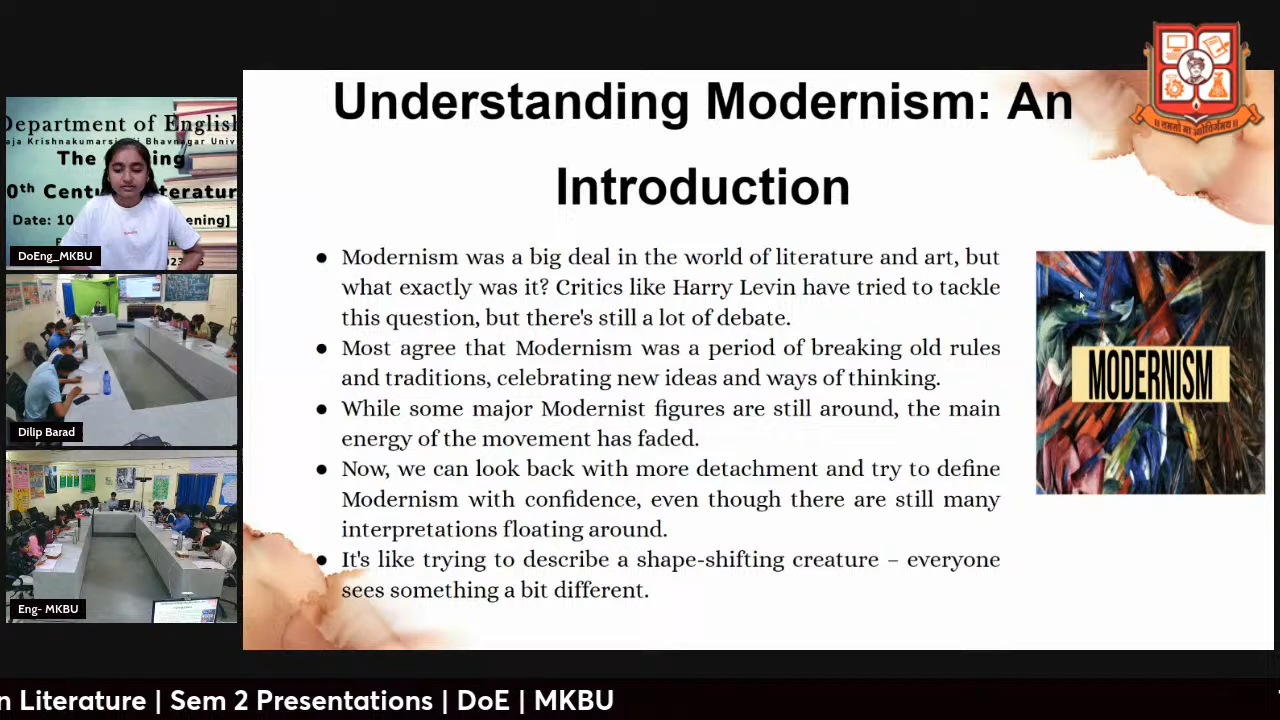 Understanding Modernism: An
Introduction
Modernism was a big deal in the world of literature and art, but
what exactly was it? Critics like Harry Levin have tried to tackle
this question, but there's still a lot of debate.
Most agree that Modernism was a period of breaking old rules
and traditions, celebrating new ideas and ways of thinking.
While some major Modernist figures are still around, the main
energy of the movement has faded.
Now, we can look back with more detachment and try to define
Modernism with confidence, even though there are still many
interpretations floating around.
It's like trying to describe a shape-shifting creature – everyone
sees something a bit different.
MODERNISM
॥ तमसो मा ज्योतिर्गमय ॥
Department of English
Krishnakumarsinhji Bhavnagar
The
Date: 10
DoEng_MKBU
Dilip Barad
Eng- MKBU
n Literature | Sem 2 Presentations | DoE | MKBU